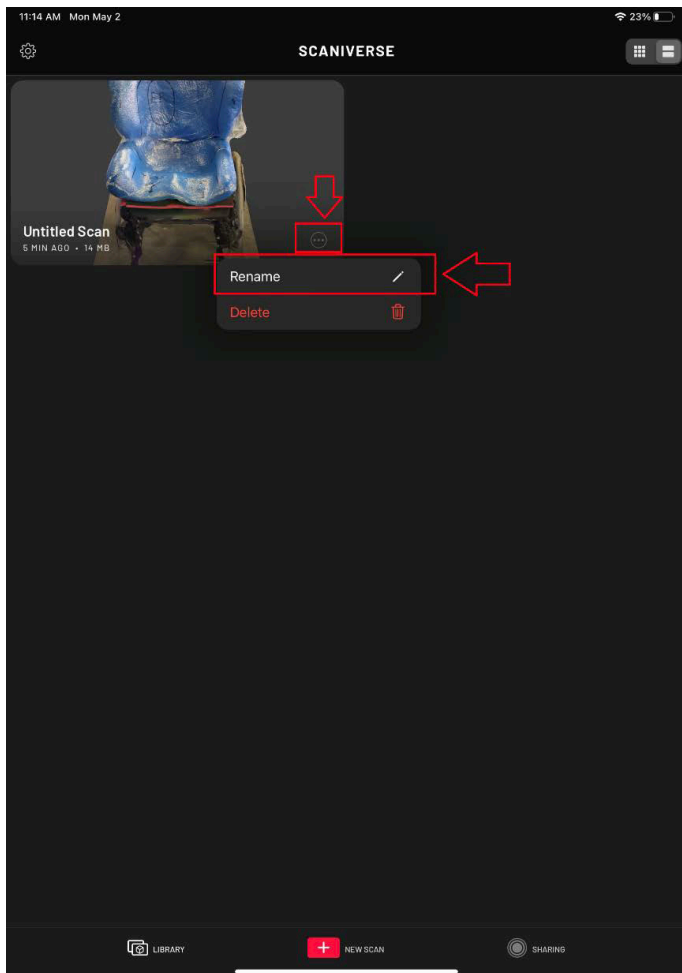 11:14 AM Mon May 2
23%
SCANIVERSE
Untitled Scan
5 MIN AGO • 14 MB
Rename
Delete
LIBRARY
NEW SCAN
SHARING